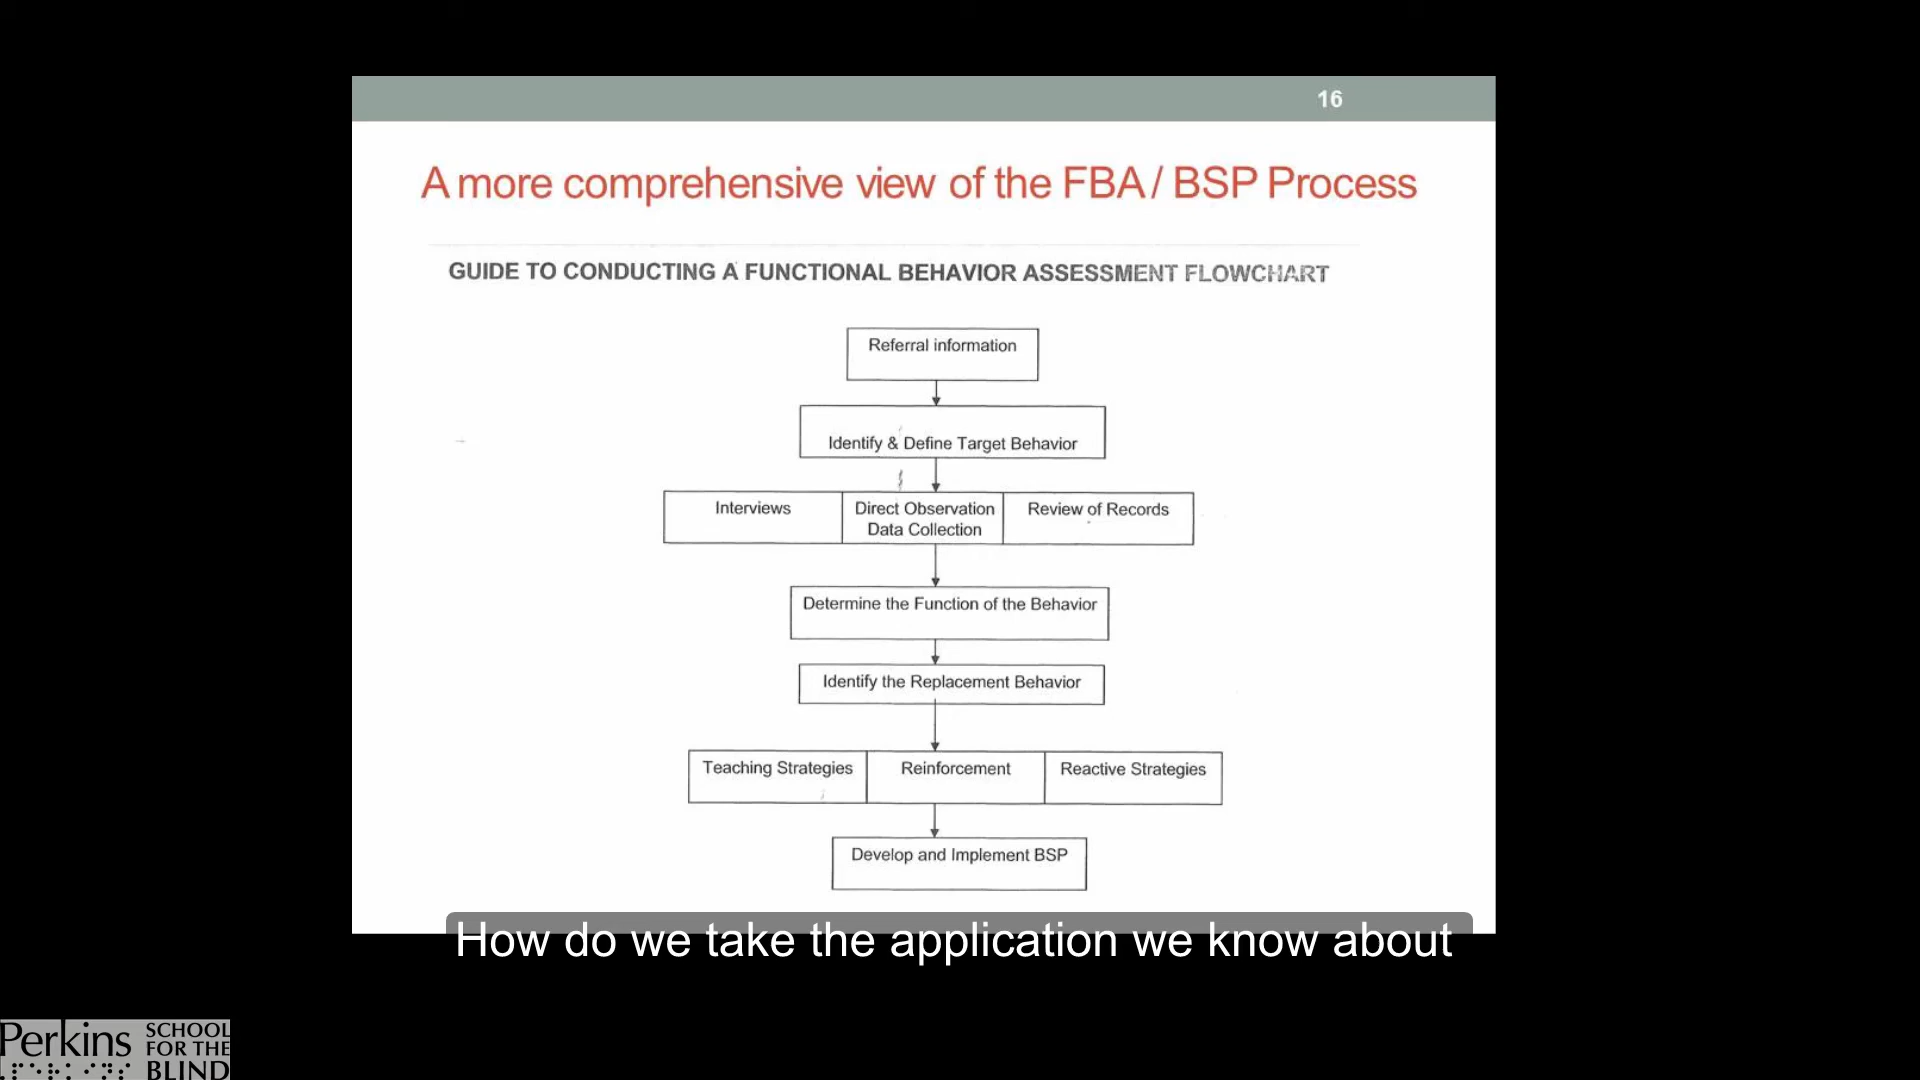 16
A more comprehensive view of the FBA / BSP Process
GUIDE TO CONDUCTING A FUNCTIONAL BEHAVIOR ASSESSMENT FLOWCHART
Referral information
Identify & Define Target Behavior
Interviews
Direct Observation
Data Collection
Review of Records
Determine the Function of the Behavior
Identify the Replacement Behavior
Teaching Strategies
Reinforcement
Reactive Strategies
Develop and Implement BSP
How do we take the application we know about
Perkins
SCHOOL
FOR THE
BLIND